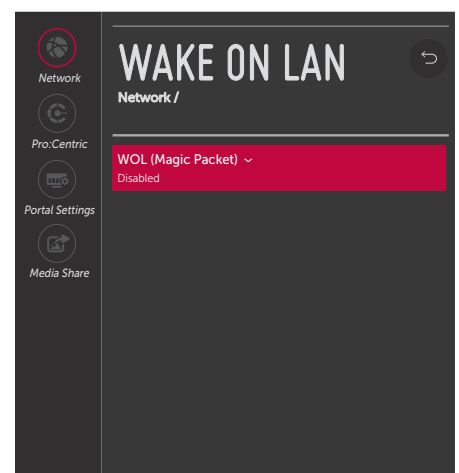 Network
Pro:Centric
Portal Settings
Media Share
WAKE ON LAN
Network /
WOL (Magic Packet)
Disabled